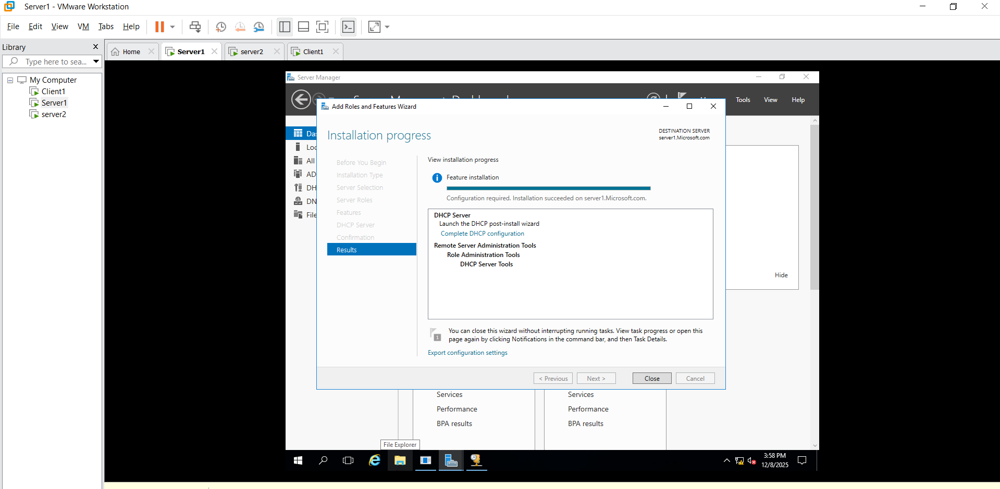 Server1 - VMware Workstation
File Edit View VM Tabs Help
Library
Type here to sea...
My Computer
Client1
Server1
server2
Home
Server1
server2
Client1
Server Manager
Tools View Help
Add Roles and Features Wizard
Installation progress
DESTINATION SERVER
server1.Microsoft.com
Before You Begin
Installation Type
Server Selection
Server Roles
Features
DHCP Server
Confirmation
Results
View installation progress
Feature installation
Configuration required. Installation succeeded on server1.Microsoft.com.
DHCP Server
Launch the DHCP post-install wizard
Complete DHCP configuration
Remote Server Administration Tools
Role Administration Tools
DHCP Server Tools
1
You can close this wizard without interrupting running tasks. View task progress or open this
page again by clicking Notifications in the command bar, and then Task Details.
Export configuration settings
< Previous
Next >
Close
Cancel
Das
Loc
All
AD
DH
DN
File
Hide
Services
Performance
BPA results
Services
Performance
BPA results
File Explorer
3:58 PM
12/8/2025